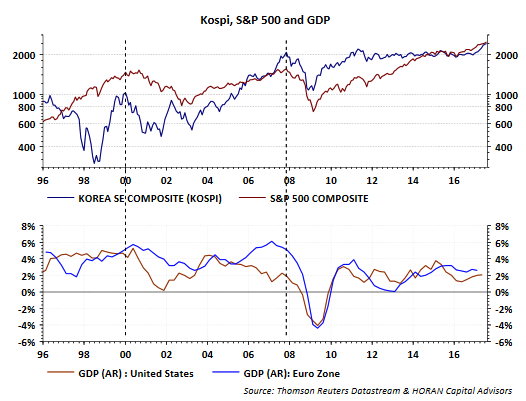 Kospi, S&P 500 and GDP
2000 2000
1000 1000
800 800
600 600
400 400
96 98 00 02 04 06 08 10 12 14 16
KOREA SE COMPOSITE (KOSPI) S&P 500 COMPOSITE
8% 8%
6% 6%
4% 4%
2% 2%
0% 0%
-2% -2%
-4% -4%
-6% -6%
96 98 00 02 04 06 08 10 12 14 16
GDP (AR) : United States GDP (AR): Euro Zone
Source: Thomson Reuters Datastream & HORAN Capital Advisors